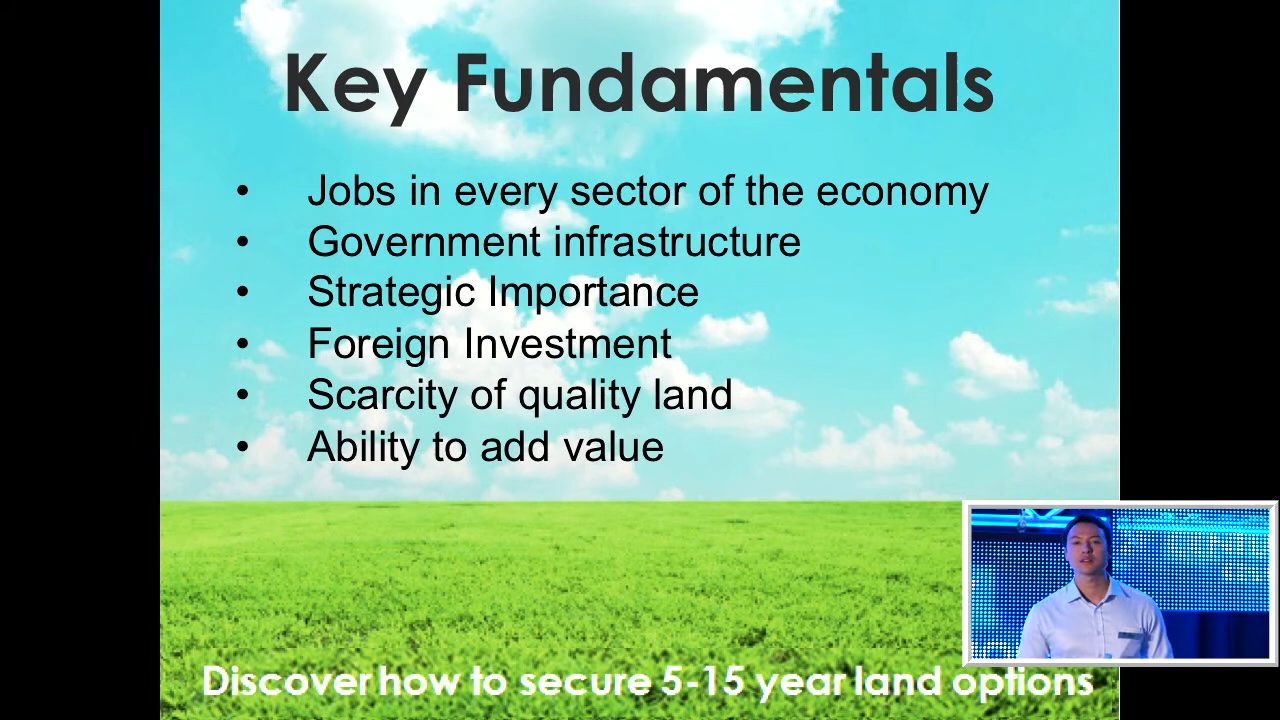 Key Fundamentals
• Jobs in every sector of the economy
• Government infrastructure
• Strategic Importance
• Foreign Investment
• Scarcity of quality land
• Ability to add value
Discover how to secure 5-15 year land options